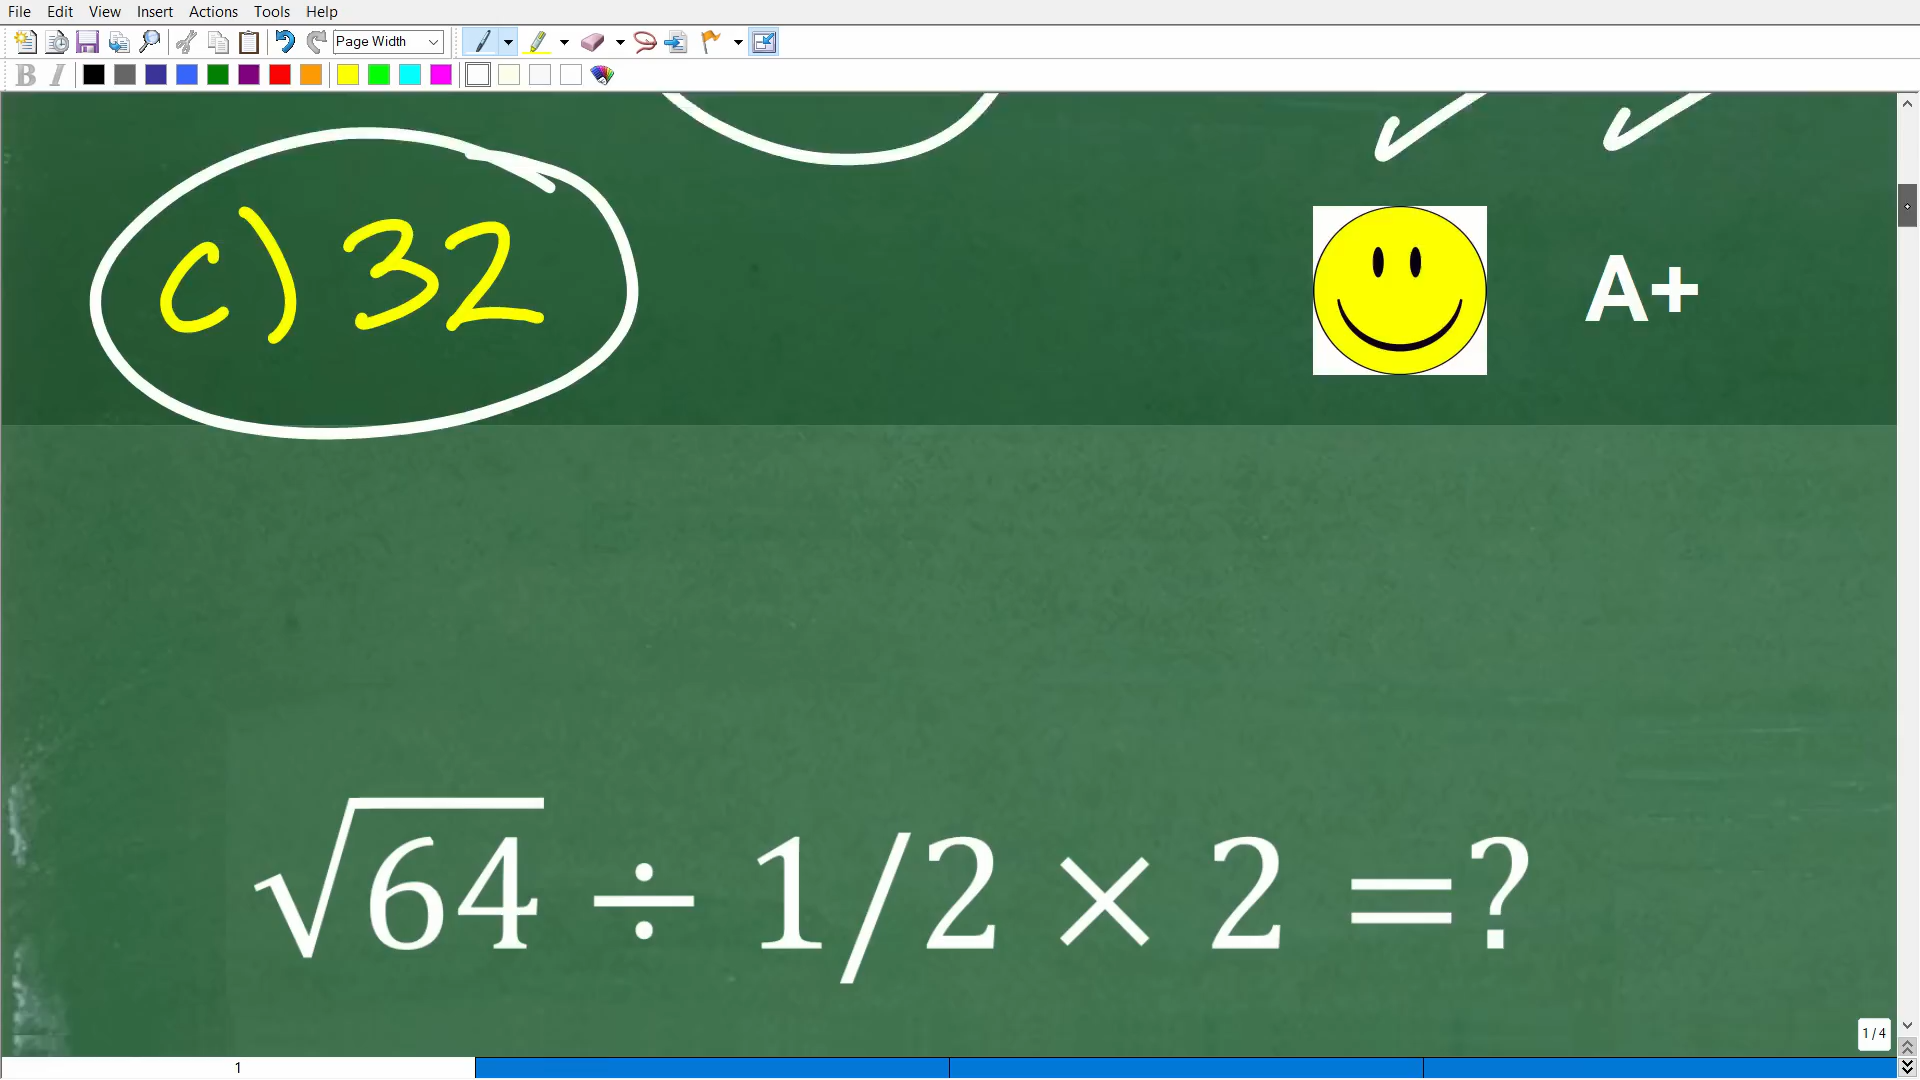 File Edit View Insert Actions Tools Help
Page Width
B I
c) 32
A+
√64 ÷ 1/2 × 2 =?
1 / 4
1